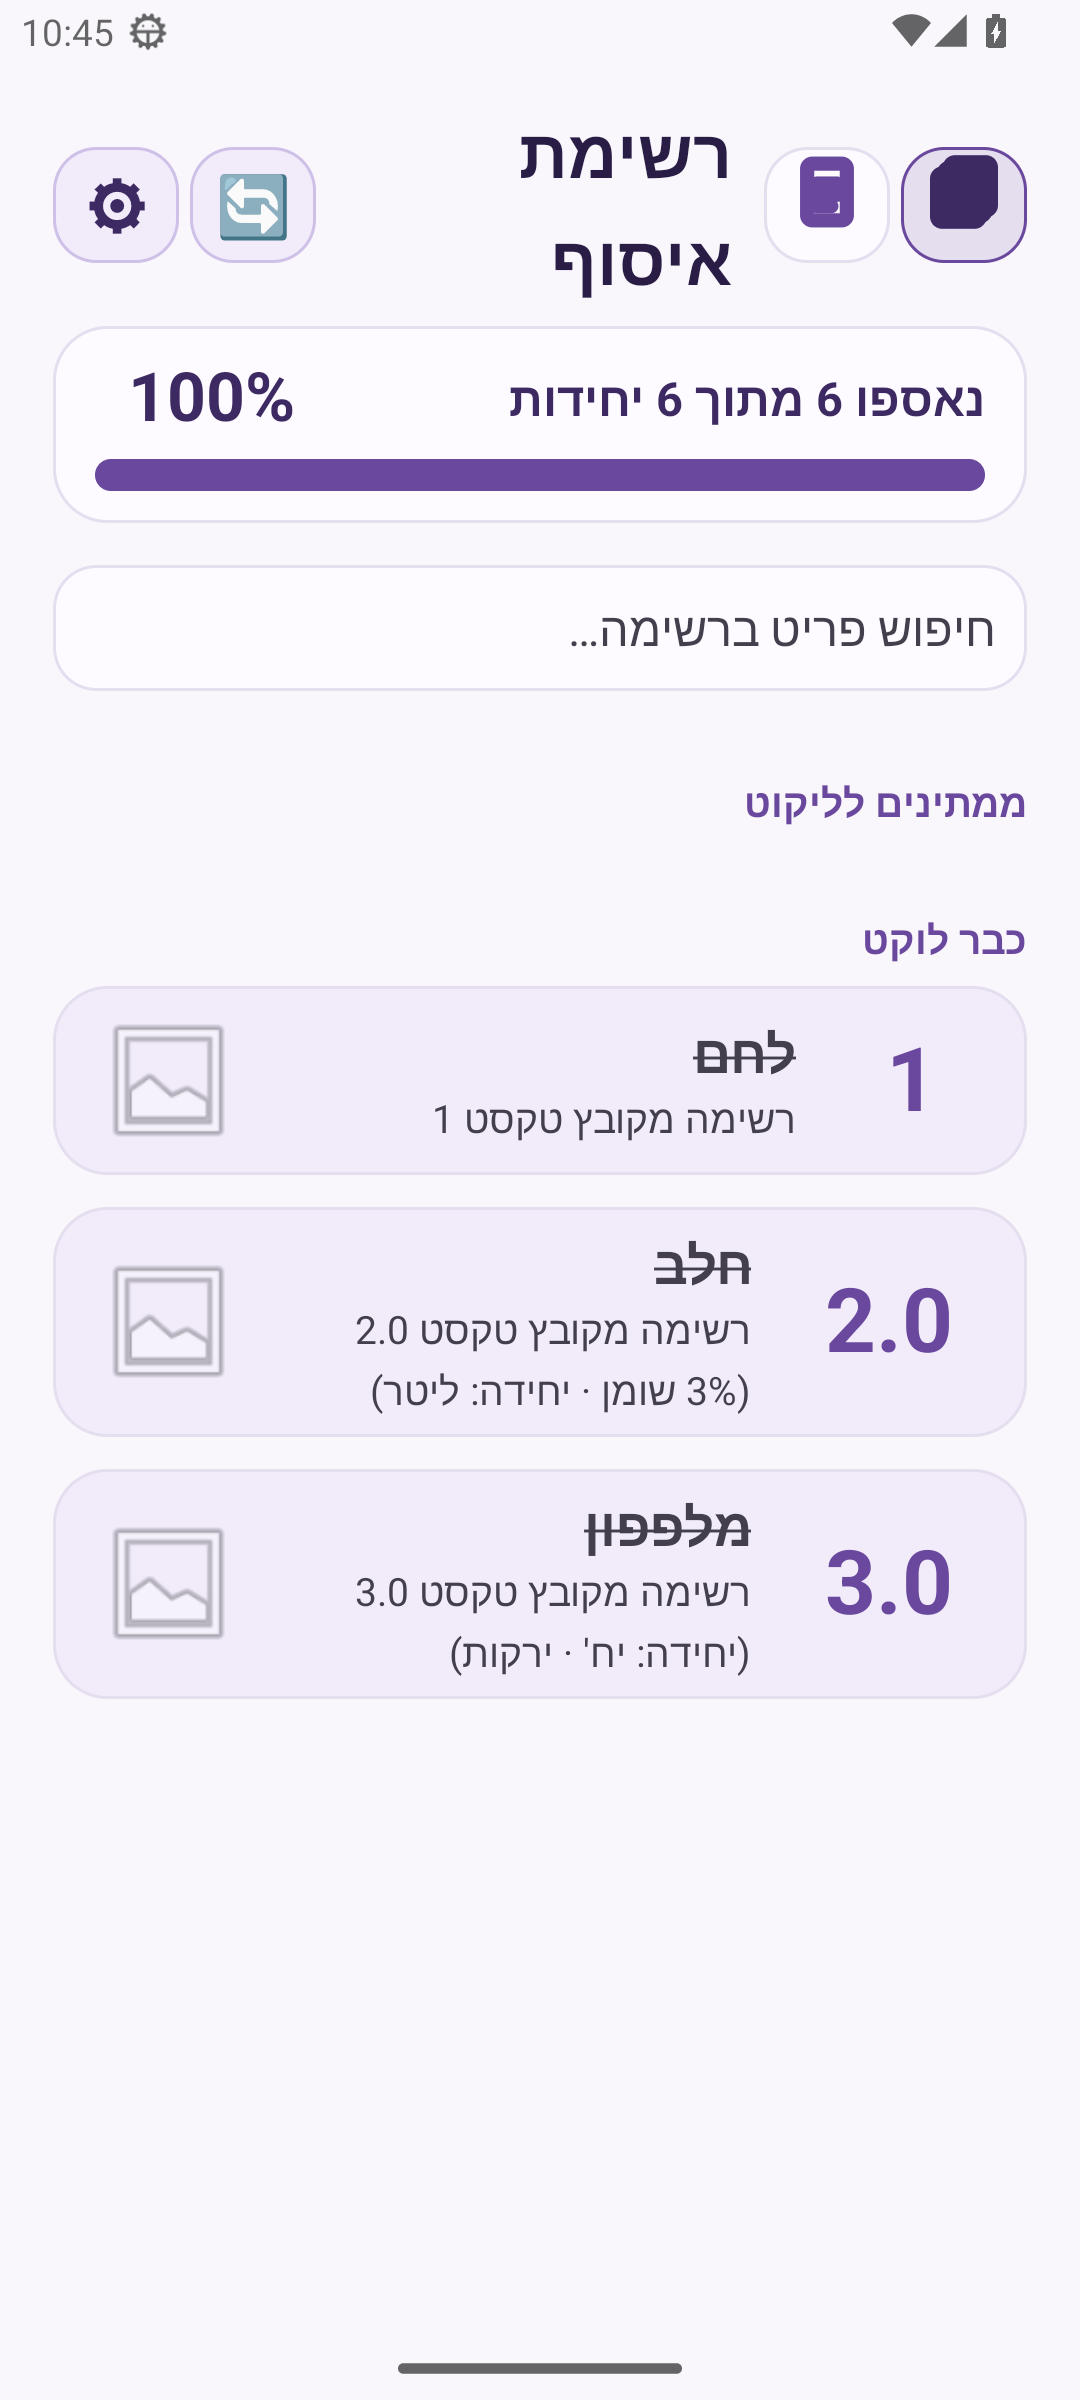 10:45
רשימת
איסוף
נאספו 6 מתוך 6 יחידות
100%
חיפוש פריט ברשימה...
ממתינים לליקוט
כבר לוקט
1
לחם
רשימה מקובץ טקסט 1
2.0
חלב
רשימה מקובץ טקסט 2.0
(3% שומן · יחידה: ליטר)
3.0
מלפפון
רשימה מקובץ טקסט 3.0
(יחידה: יח' · ירקות)